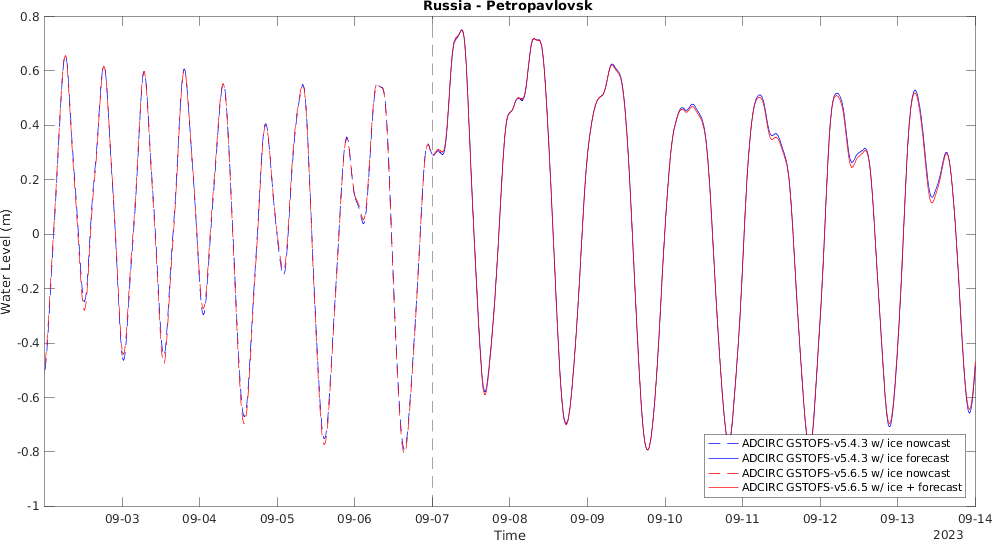 Russia - Petropavlovsk
0.8
0.6
0.4
0.2
0
-0.2
-0.4
-0.6
-0.8
-1
Water Level (m)
ADCIRC GSTOFS-v5.4.3 w/ ice nowcast
ADCIRC GSTOFS-v5.4.3 w/ ice forecast
ADCIRC GSTOFS-v5.6.5 w/ ice nowcast
ADCIRC GSTOFS-v5.6.5 w/ ice + forecast
09-03 09-04 09-05 09-06 09-07 09-08 09-09 09-10 09-11 09-12 09-13 09-14
Time
2023